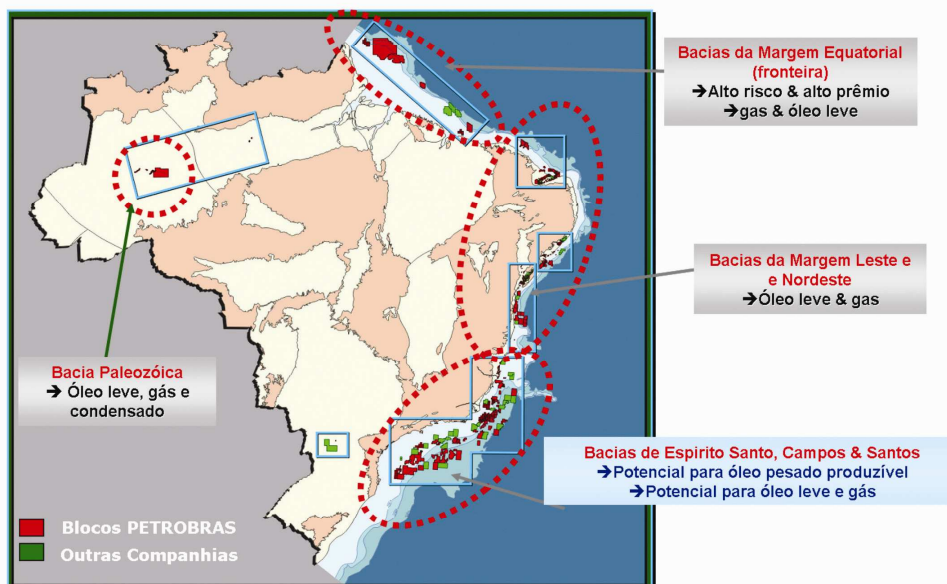 Bacias da Margem Equatorial
(fronteira)
➔Alto risco & alto prêmio
➔gas & óleo leve
Bacias da Margem Leste e
e Nordeste
➔Óleo leve & gas
Bacia Paleozóica
➔ Óleo leve, gás e
condensado
Bacias de Espirito Santo, Campos & Santos
➔Potencial para óleo pesado produzível
➔Potencial para óleo leve e gás
Blocos PETROBRAS
Outras Companhias